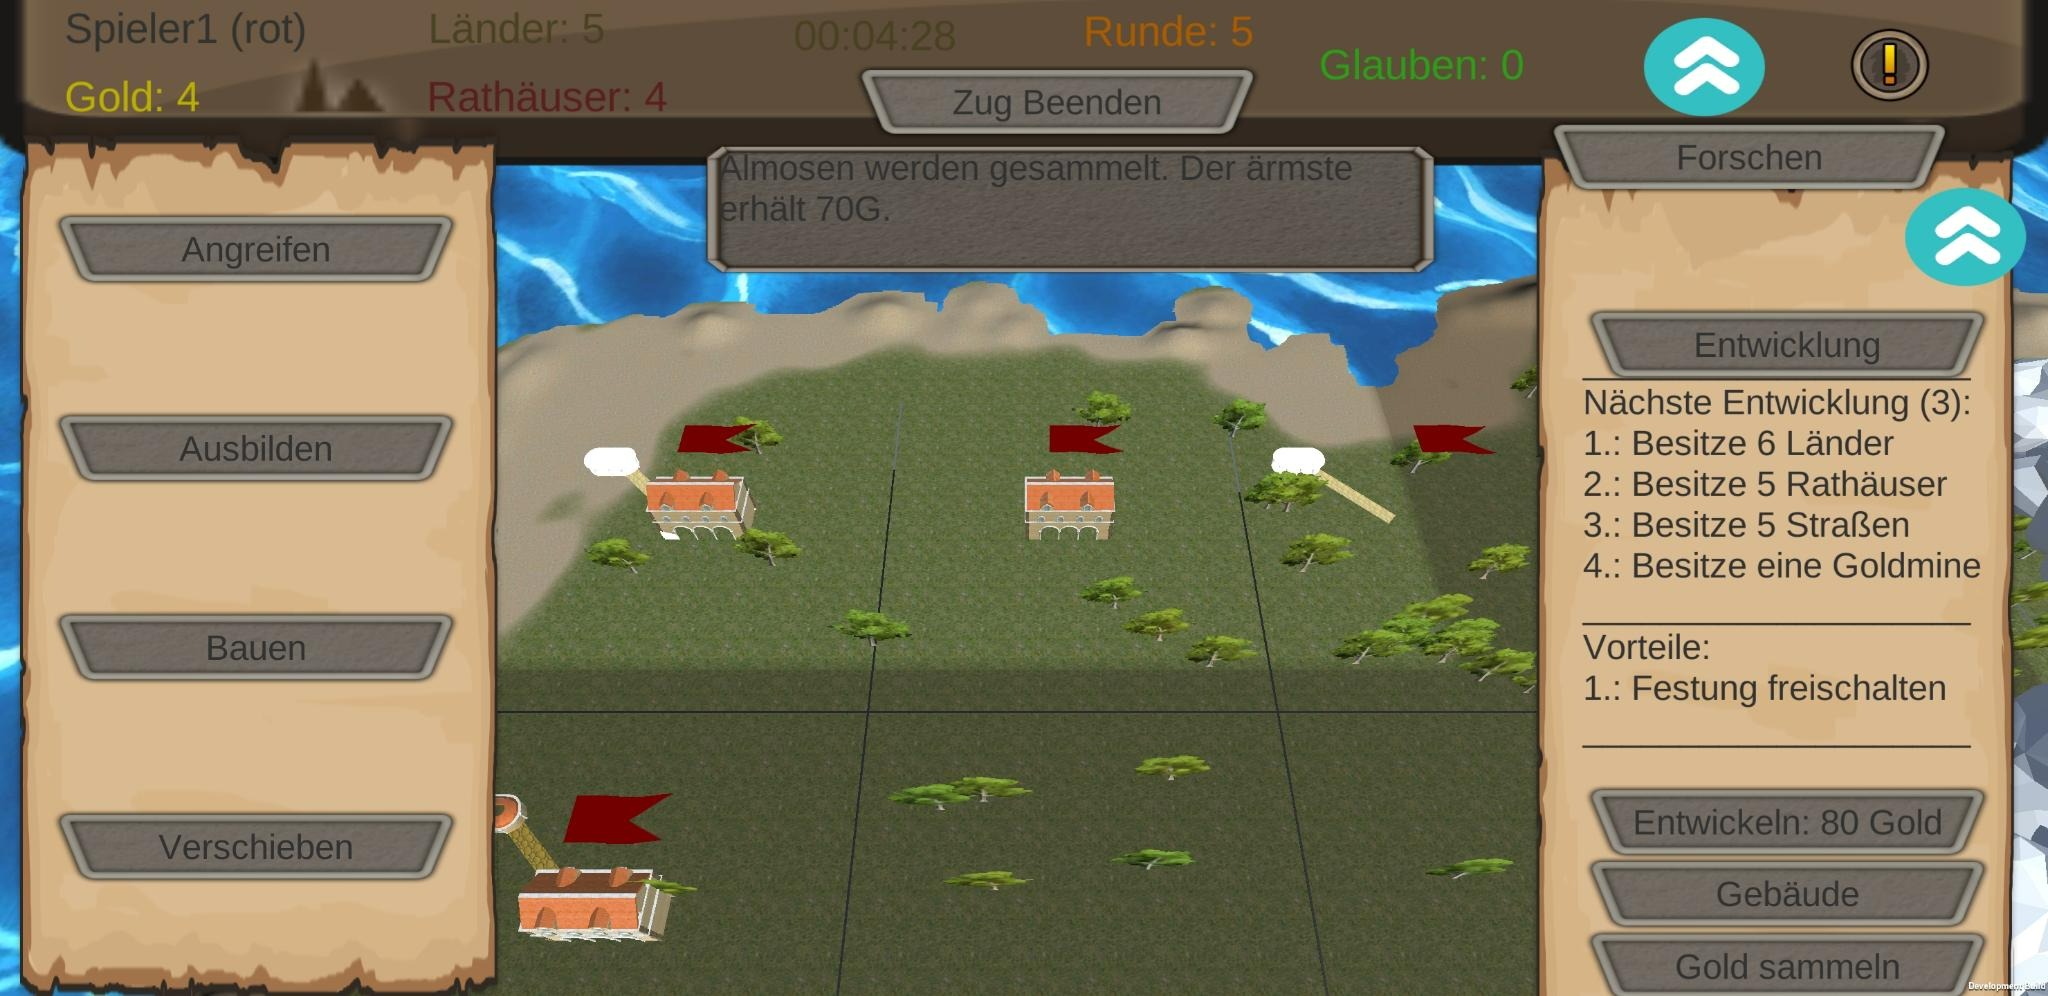 Spieler1 (rot)
Länder: 5
00:04:28
Runde: 5
Glauben: 0
Gold: 4
Rathäuser: 4
Zug Beenden
Forschen
Almosen werden gesammelt. Der ärmste
erhält 70G.
Angreifen
Ausbilden
Bauen
Verschieben
Entwicklung
Nächste Entwicklung (3):
1.: Besitze 6 Länder
2.: Besitze 5 Rathäuser
3.: Besitze 5 Straßen
4.: Besitze eine Goldmine
Vorteile:
1.: Festung freischalten
Entwickeln: 80 Gold
Gebäude
Gold sammeln
Development Build